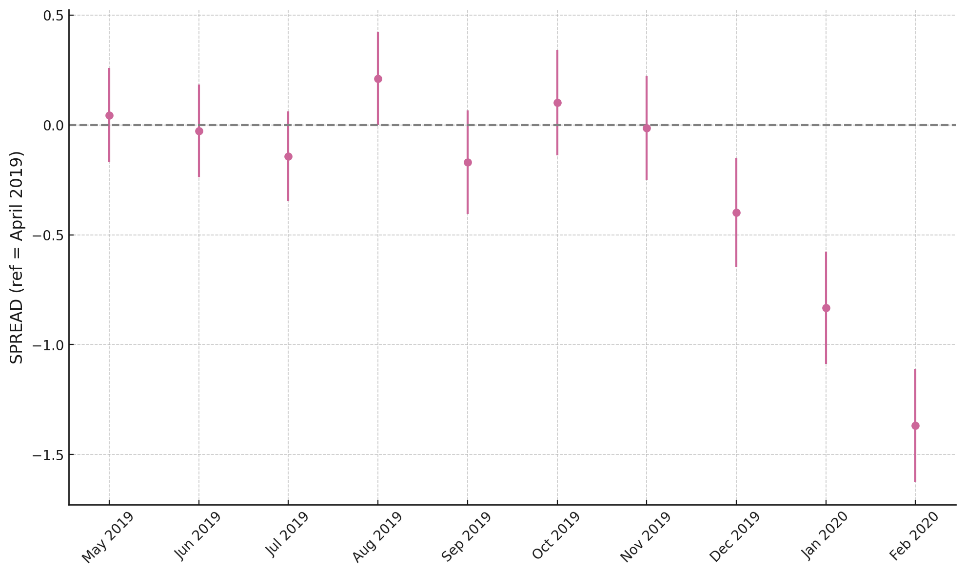 SPREAD (ref = April 2019)
0.5
0.0
−0.5
−1.0
−1.5
May 2019
Jun 2019
Jul 2019
Aug 2019
Sep 2019
Oct 2019
Nov 2019
Dec 2019
Jan 2020
Feb 2020